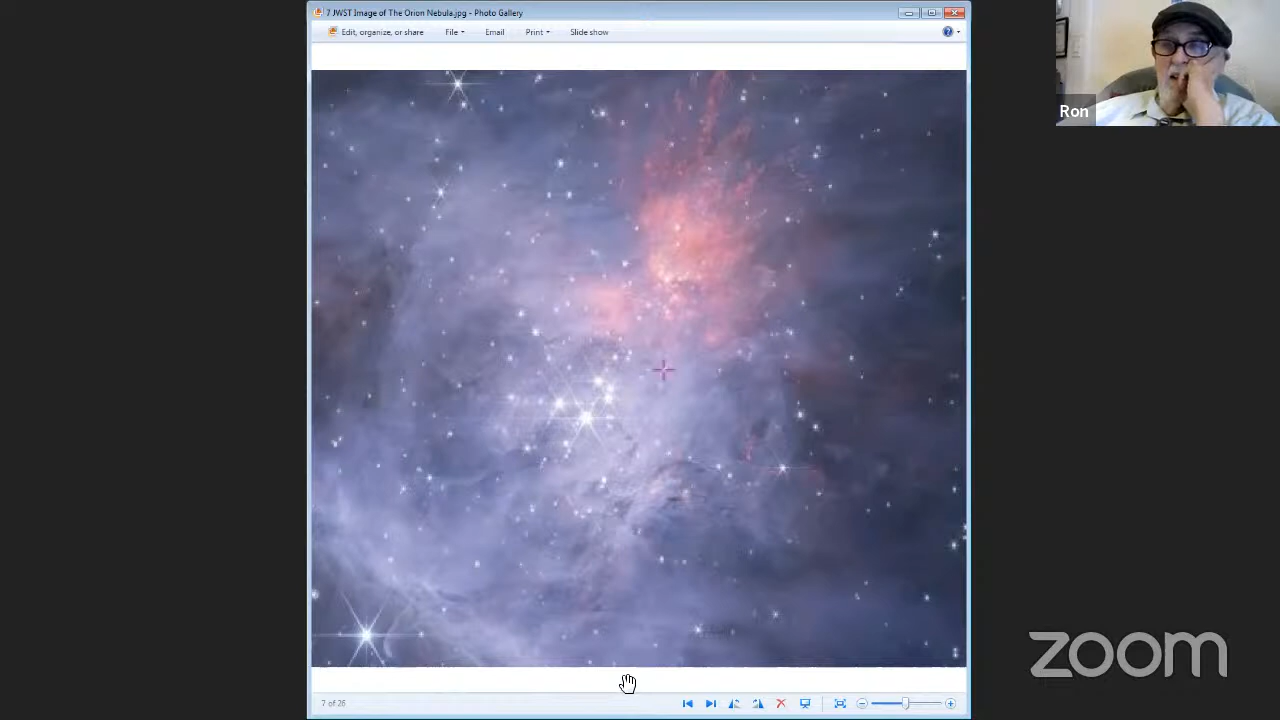 7 JWST Image of The Orion Nebula.jpg - Photo Gallery
Edit, organize, or share File Email Print Slide show
Ron
zoom
7 of 26